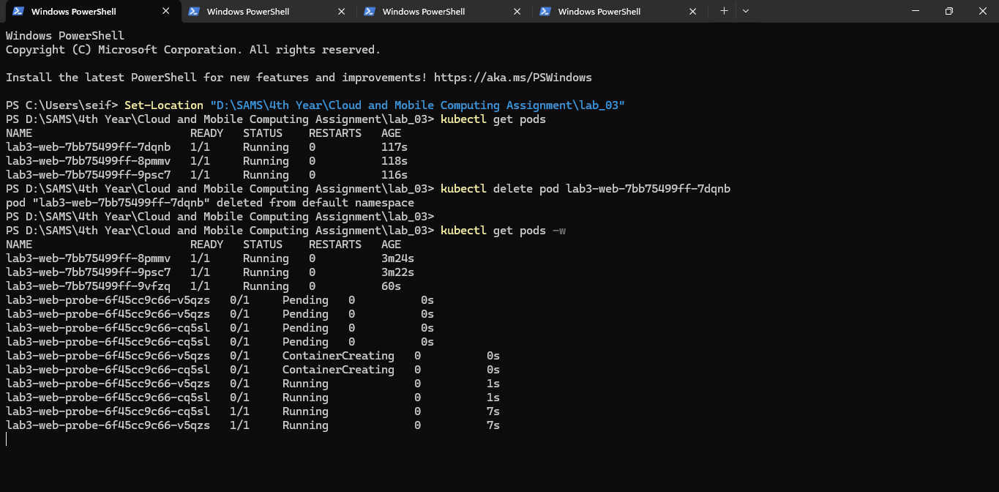 Windows PowerShell Windows PowerShell Windows PowerShell Windows PowerShell
Windows PowerShell
Copyright (C) Microsoft Corporation. All rights reserved.
Install the latest PowerShell for new features and improvements! https://aka.ms/PSWindows
PS C:\Users\seif> Set-Location "D:\SAMS\4th Year\Cloud and Mobile Computing Assignment\lab_03"
PS D:\SAMS\4th Year\Cloud and Mobile Computing Assignment\lab_03> kubectl get pods
NAME READY STATUS RESTARTS AGE
lab3-web-7bb75499ff-7dqnb 1/1 Running 0 117s
lab3-web-7bb75499ff-8pmmv 1/1 Running 0 118s
lab3-web-7bb75499ff-9psc7 1/1 Running 0 116s
PS D:\SAMS\4th Year\Cloud and Mobile Computing Assignment\lab_03> kubectl delete pod lab3-web-7bb75499ff-7dqnb
pod "lab3-web-7bb75499ff-7dqnb" deleted from default namespace
PS D:\SAMS\4th Year\Cloud and Mobile Computing Assignment\lab_03>
PS D:\SAMS\4th Year\Cloud and Mobile Computing Assignment\lab_03> kubectl get pods -w
NAME READY STATUS RESTARTS AGE
lab3-web-7bb75499ff-8pmmv 1/1 Running 0 3m24s
lab3-web-7bb75499ff-9psc7 1/1 Running 0 3m22s
lab3-web-7bb75499ff-9vfzq 1/1 Running 0 60s
lab3-web-probe-6f45cc9c66-v5qzs 0/1 Pending 0 0s
lab3-web-probe-6f45cc9c66-v5qzs 0/1 Pending 0 0s
lab3-web-probe-6f45cc9c66-cq5sl 0/1 Pending 0 0s
lab3-web-probe-6f45cc9c66-cq5sl 0/1 Pending 0 0s
lab3-web-probe-6f45cc9c66-v5qzs 0/1 ContainerCreating 0 0s
lab3-web-probe-6f45cc9c66-cq5sl 0/1 ContainerCreating 0 0s
lab3-web-probe-6f45cc9c66-v5qzs 0/1 Running 0 1s
lab3-web-probe-6f45cc9c66-cq5sl 0/1 Running 0 1s
lab3-web-probe-6f45cc9c66-cq5sl 1/1 Running 0 7s
lab3-web-probe-6f45cc9c66-v5qzs 1/1 Running 0 7s